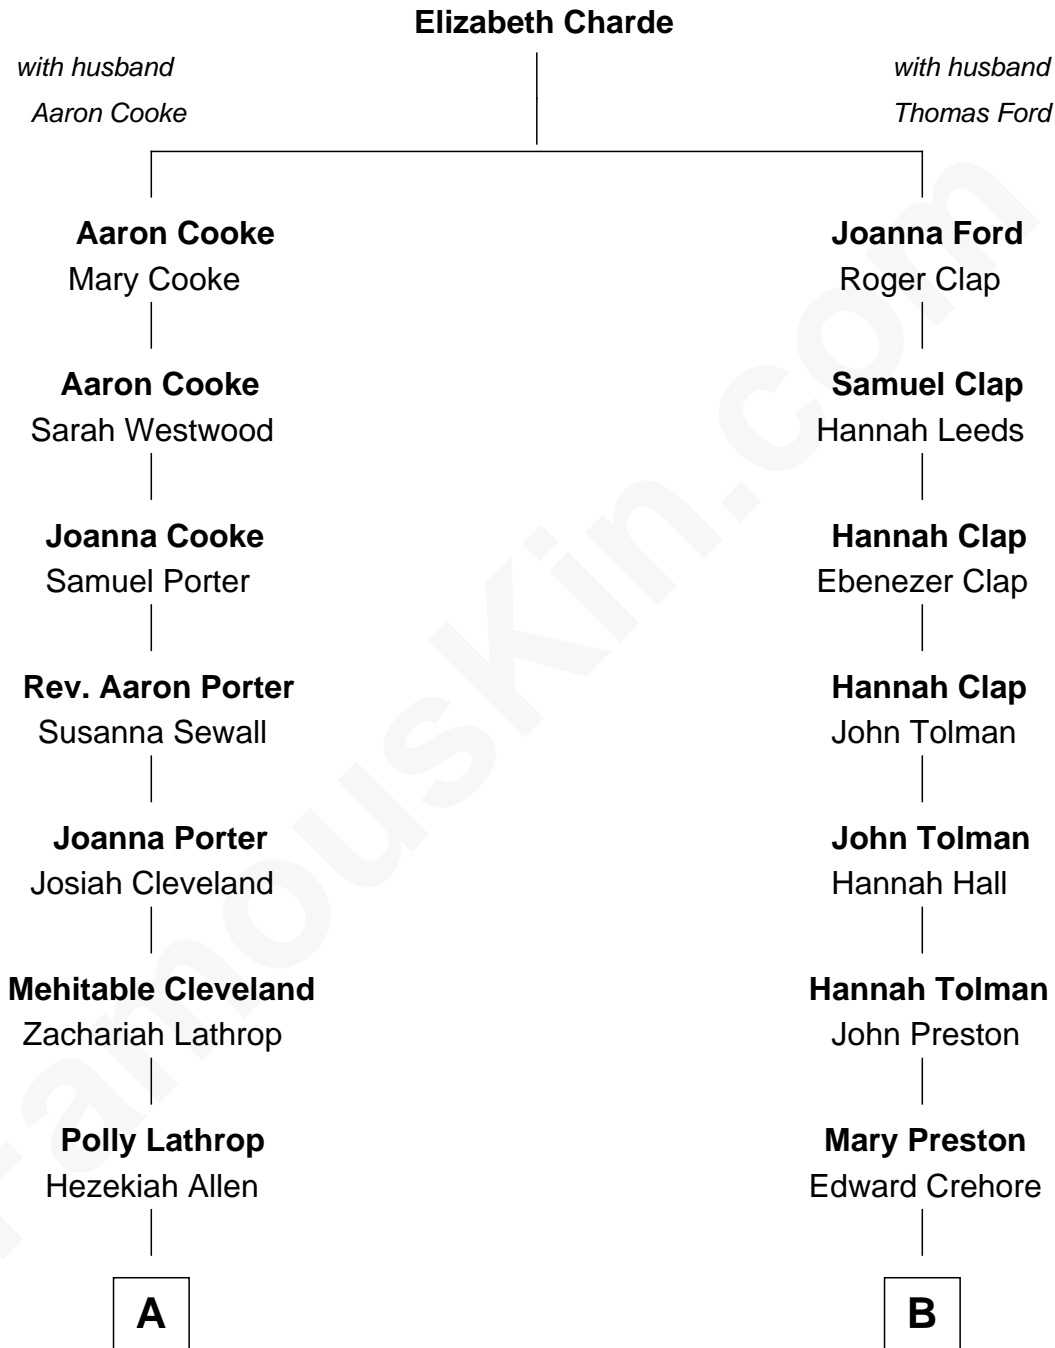 Elizabeth Charde
with husband
Aaron Cooke
with husband
Thomas Ford
Aaron Cooke
Mary Cooke
Joanna Ford
Roger Clap
Aaron Cooke
Sarah Westwood
Samuel Clap
Hannah Leeds
Joanna Cooke
Samuel Porter
Hannah Clap
Ebenezer Clap
Rev. Aaron Porter
Susanna Sewall
Hannah Clap
John Tolman
Joanna Porter
Josiah Cleveland
John Tolman
Hannah Hall
Mehitable Cleveland
Zachariah Lathrop
Hannah Tolman
John Preston
Polly Lathrop
Hezekiah Allen
Mary Preston
Edward Crehore
A
B
FamousKin.com